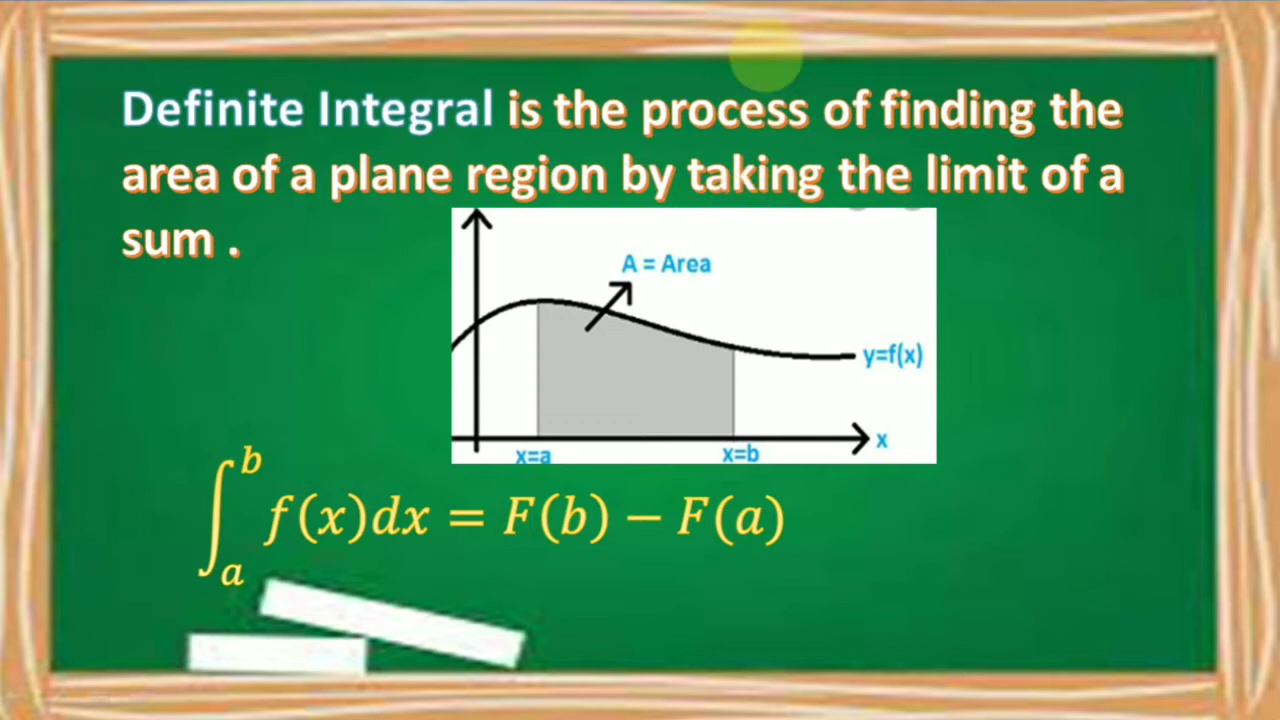 Definite Integral is the process of finding the
area of a plane region by taking the limit of a
sum .
A = Area
y=f(x)
x
x=a
x=b
∫_a^b f(x)dx = F(b) − F(a)